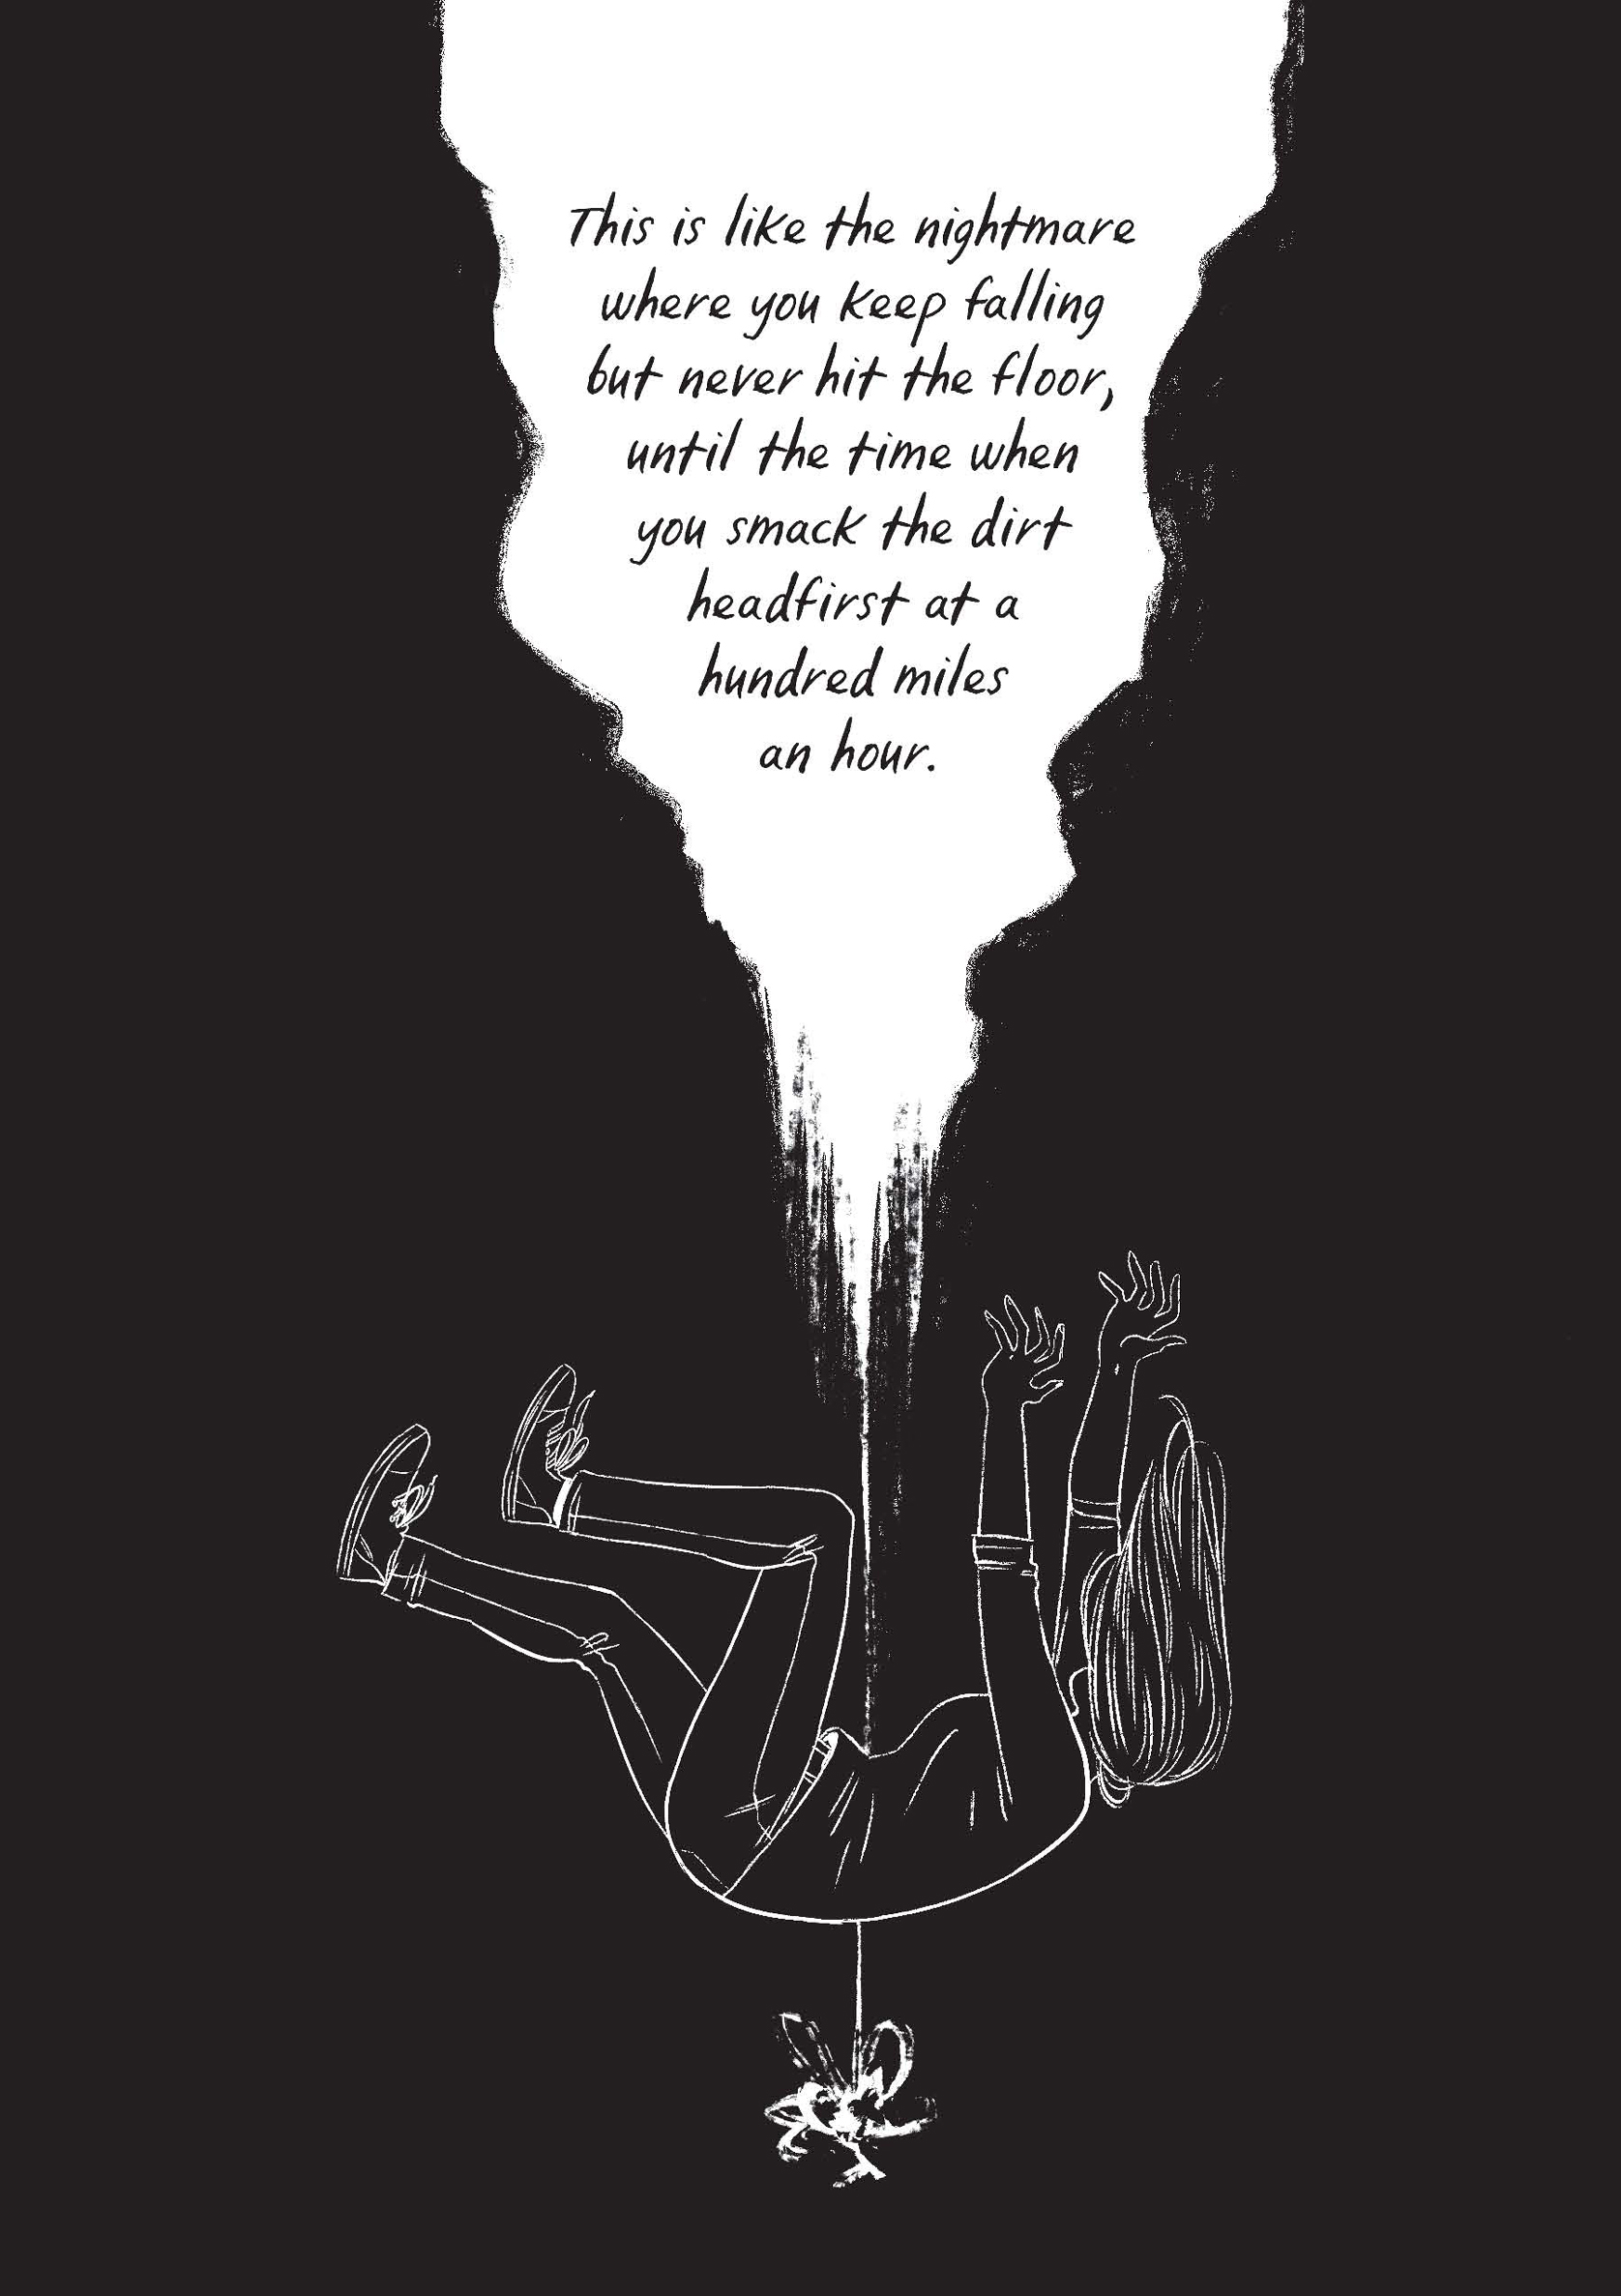 This is like the nightmare
where you keep falling
but never hit the floor,
until the time when
you smack the dirt
headfirst at a
hundred miles
an hour.